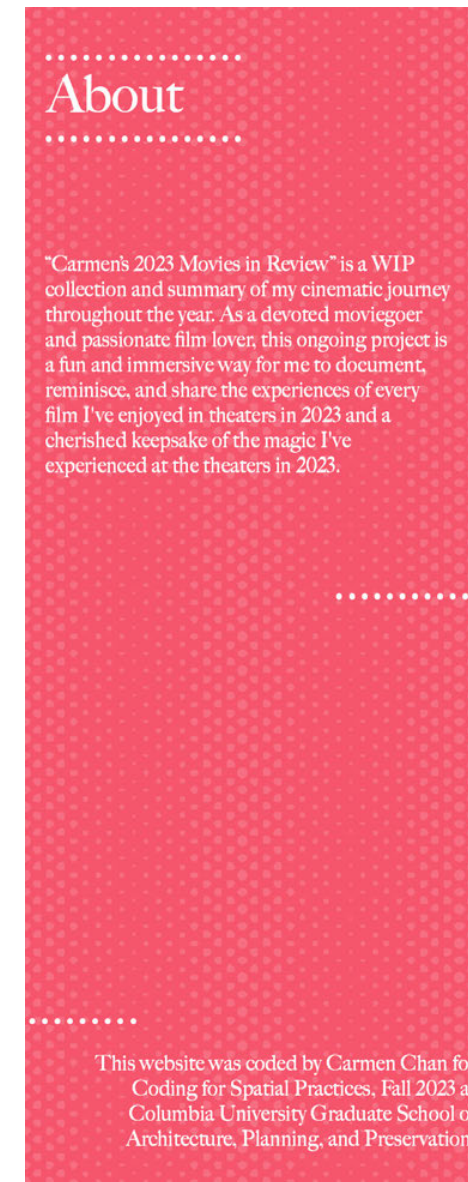 About
“Carmen's 2023 Movies in Review” is a WIP
collection and summary of my cinematic journey
throughout the year. As a devoted moviegoer
and passionate film lover, this ongoing project is
a fun and immersive way for me to document,
reminisce, and share the experiences of every
film I've enjoyed in theaters in 2023 and a
cherished keepsake of the magic I've
experienced at the theaters in 2023.
This website was coded by Carmen Chan fo
Coding for Spatial Practices, Fall 2023 a
Columbia University Graduate School o
Architecture, Planning, and Preservation